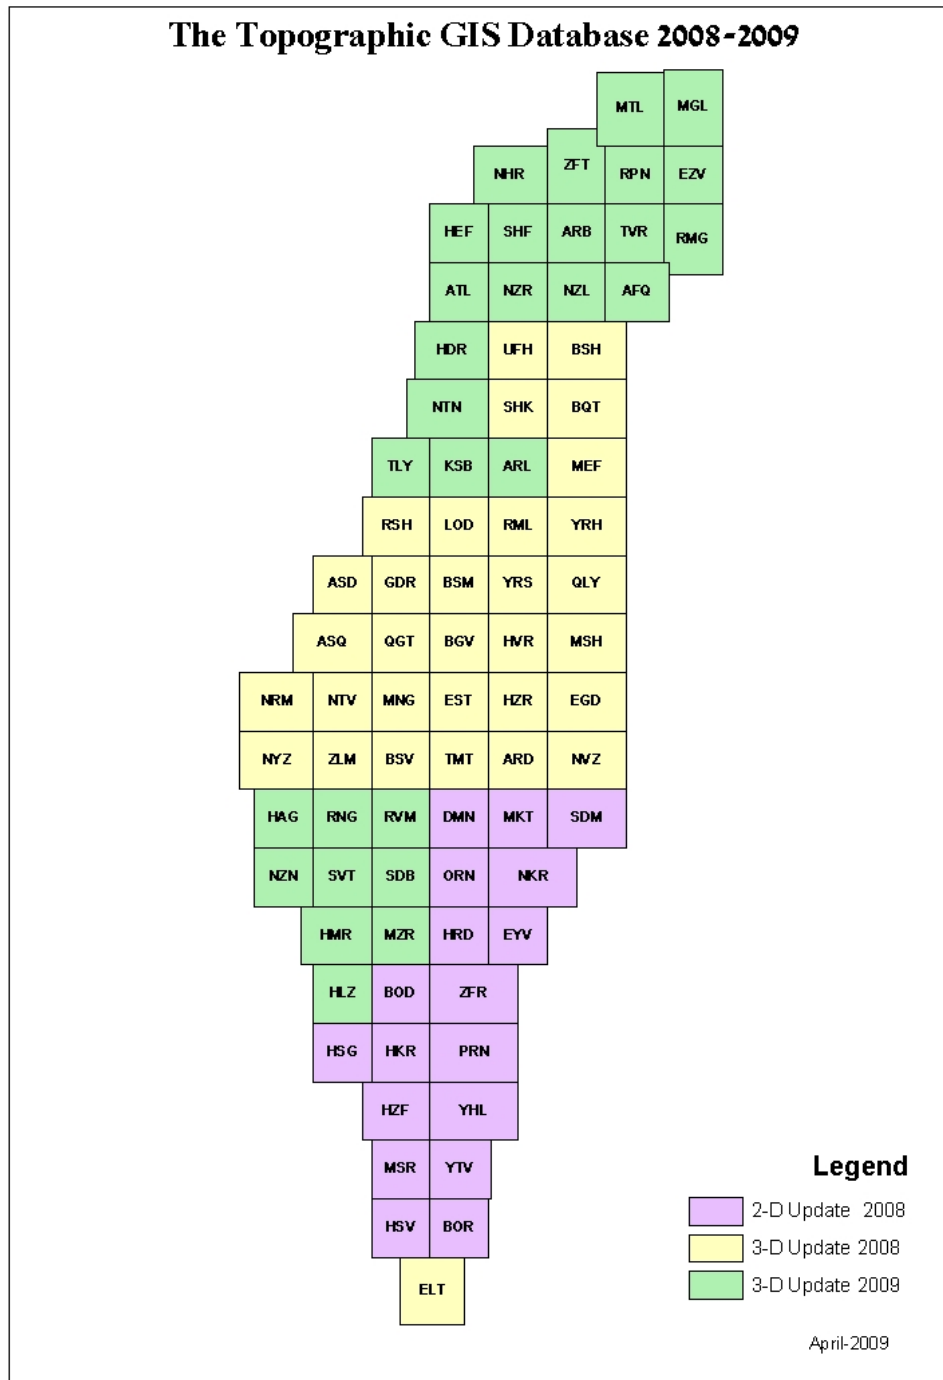 The Topographic GIS Database 2008-2009
MTL MGL
NHR ZFT RPN EZV
HEF SHF ARB TVR RMG
ATL NZR NZL AFQ
HDR UFH BSH
NTN SHK BQT
TLY KSB ARL MEF
RSH LOD RML YRH
ASD GDR BSM YRS QLY
ASQ QGT BGV HVR MSH
NRM NTV MNG EST HZR EGD
NYZ ZLM BSV TMT ARD NVZ
HAG RNG RVM DMN MKT SDM
NZN SVT SDB ORN NKR
HMR MZR HRD EYV
HLZ BOD ZFR
HSG HKR PRN
HZF YHL
MSR YTV
HSV BOR
ELT
Legend
2-D Update 2008
3-D Update 2008
3-D Update 2009
April-2009